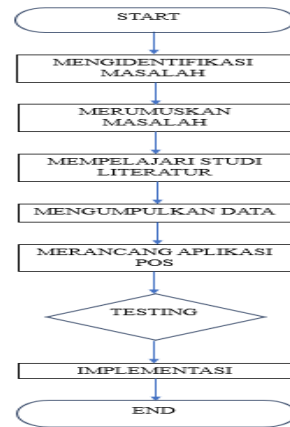 START
MENGIDENTIFIKASI
MASALAH
MERUMUSKAN
MASALAH
MEMPELAJARI STUDI
LITERATUR
MENGUMPULKAN DATA
MERANCANG APLIKASI
POS
TESTING
IMPLEMENTASI
END